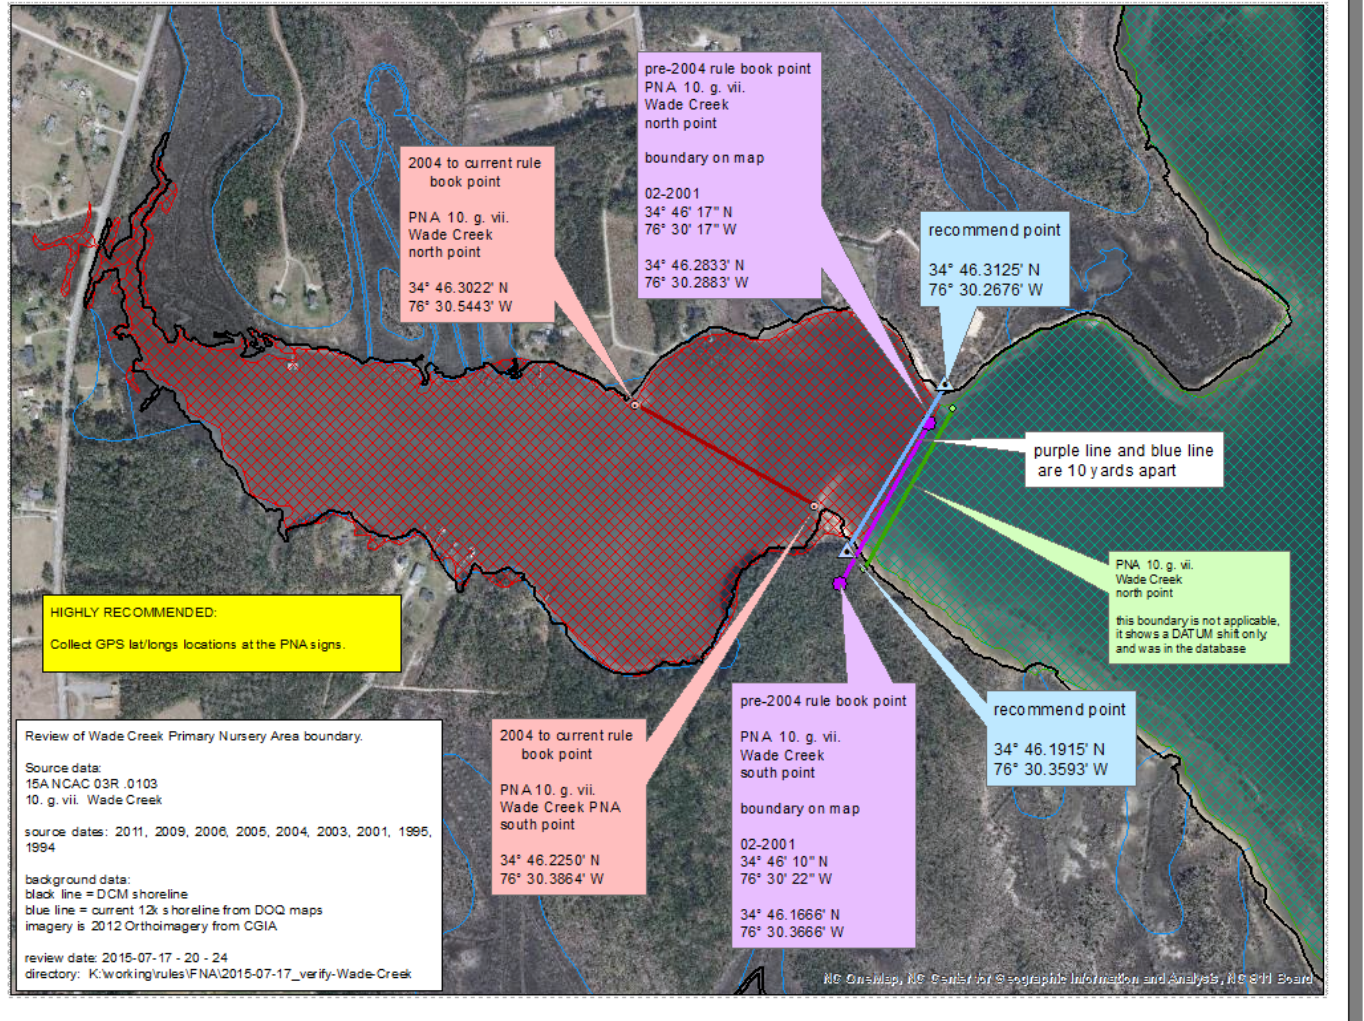 pre-2004 rule book point
PNA 10. g. vii.
Wade Creek
north point
boundary on map
02-2001
34° 46' 17" N
76° 30' 17" W
34° 46.2833' N
76° 30.2883' W
2004 to current rule
book point
PNA 10. g. vii.
Wade Creek
north point
34° 46.3022' N
76° 30.5443' W
recommend point
34° 46.3125' N
76° 30.2676' W
purple line and blue line
are 10 yards apart
PNA 10. g. vii.
Wade Creek
north point
this boundary is not applicable,
it shows a DATUM shift only,
and was in the database
HIGHLY RECOMMENDED:
Collect GPS lat/longs locations at the PNA signs.
recommend point
34° 46.1915' N
76° 30.3593' W
pre-2004 rule book point
PNA 10. g. vii.
Wade Creek
south point
boundary on map
02-2001
34° 46' 10" N
76° 30' 22" W
34° 46.1666' N
76° 30.3666' W
2004 to current rule
book point
PNA 10. g. vii.
Wade Creek PNA
south point
34° 46.2250' N
76° 30.3864' W
Review of Wade Creek Primary Nursery Area boundary.
Source data:
15A NCAC 03R .0103
10. g. vii. Wade Creek
source dates: 2011, 2009, 2006, 2005, 2004, 2003, 2001, 1995,
1994
background data:
black line = DCM shoreline
blue line = current 12k shoreline from DOQ maps
imagery is 2012 Orthoimagery from CGIA
review date: 2015-07-17 - 20 - 24
directory: K:\working\rules\FNA\2015-07-17_verify-Wade-Creek
NC OneMap, NC Center for Geographic Information and Analysis, NC 911 Board